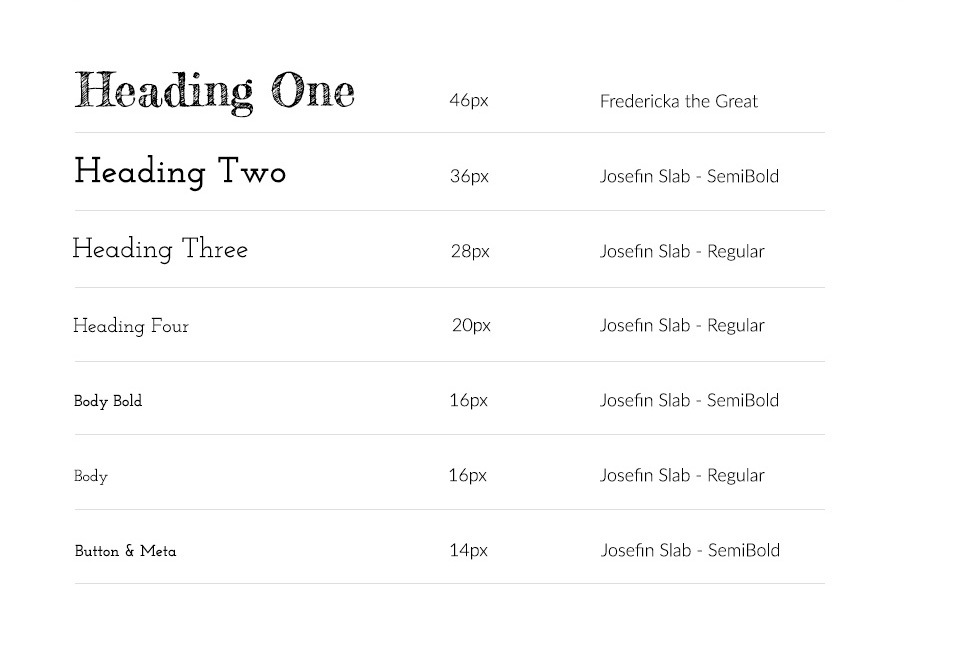 Heading One 46px Fredericka the Great
Heading Two 36px Josefin Slab - SemiBold
Heading Three 28px Josefin Slab - Regular
Heading Four 20px Josefin Slab - Regular
Body Bold 16px Josefin Slab - SemiBold
Body 16px Josefin Slab - Regular
Button & Meta 14px Josefin Slab - SemiBold